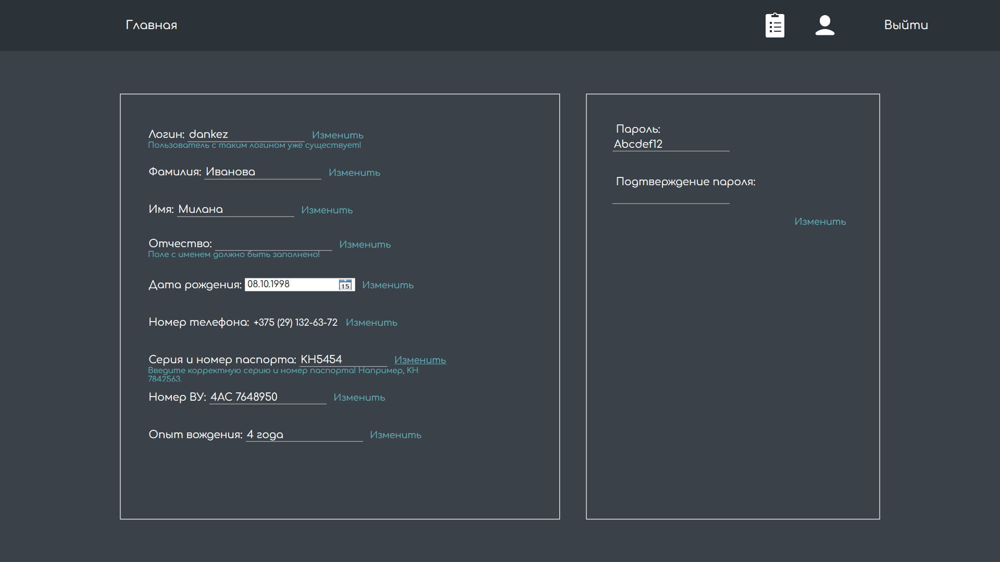 Главная
Выйти
Логин: dankez Изменить
Пользователь с таким логином уже существует!
Фамилия: Иванова Изменить
Имя: Милана Изменить
Отчество: Изменить
Поле с именем должно быть заполнено!
Дата рождения: 08.10.1998 15 Изменить
Номер телефона: +375 (29) 132-63-72 Изменить
Серия и номер паспорта: КН5454 Изменить
Введите корректную серию и номер паспорта! Например, КН
7842563.
Номер ВУ: 4АС 7648950 Изменить
Опыт вождения: 4 года Изменить
Пароль:
Abcdef12
Подтверждение пароля:
Изменить